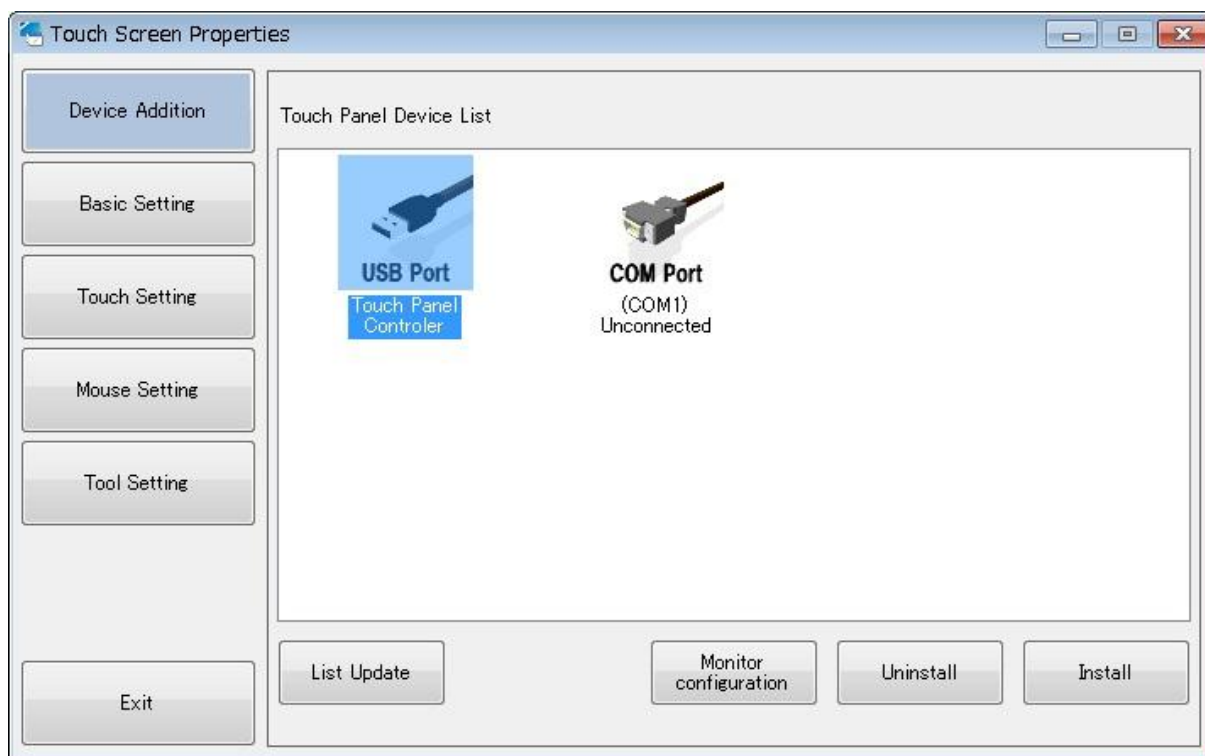 Touch Screen Properties
Device Addition
Basic Setting
Touch Setting
Mouse Setting
Tool Setting
Exit
Touch Panel Device List
USB Port
Touch Panel
Controler
COM Port
(COM1)
Unconnected
List Update
Monitor
configuration
Uninstall
Install